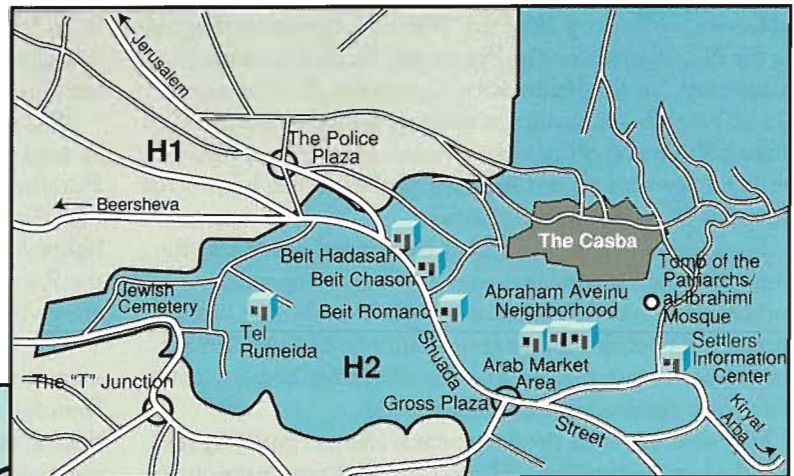 Jerusalem
H1
The Police
Plaza
Beersheva
Beit Hadasah
Beit Chason
The Casba
Jewish
Cemetery
Tel
Rumeida
Beit Romano
Abraham Aveinu
Neighborhood
Tomb of the
Patriarchs/
al-Ibrahimi
Mosque
H2
Shuada
Street
Arab Market
Area
Settlers'
Information
Center
The "T" Junction
Gross Plaza
Kiryat
Arba